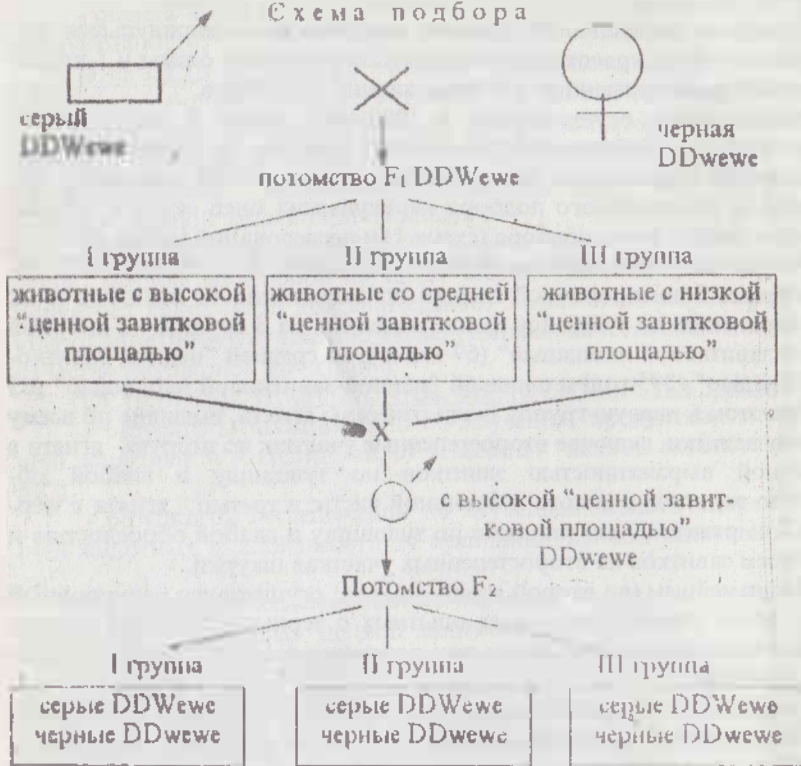 Схема подбора
серый
DDWewe
черная
DDwewe
потомство F₁ DDWewe
I группа
II группа
III группа
животные с высокой
“ценной завитковой
площадью”
животные со средней
“ценной завитковой
площадью”
животные с низкой
“ценной завитковой
площадью”
X
с высокой “ценной завит-
ковой площадью”
DDwewe
Потомство F₂
I группа
II группа
III группа
серые DDWewe
черные DDwewe
серые DDWewe
черные DDwewe
серые DDWewe
черные DDwewe